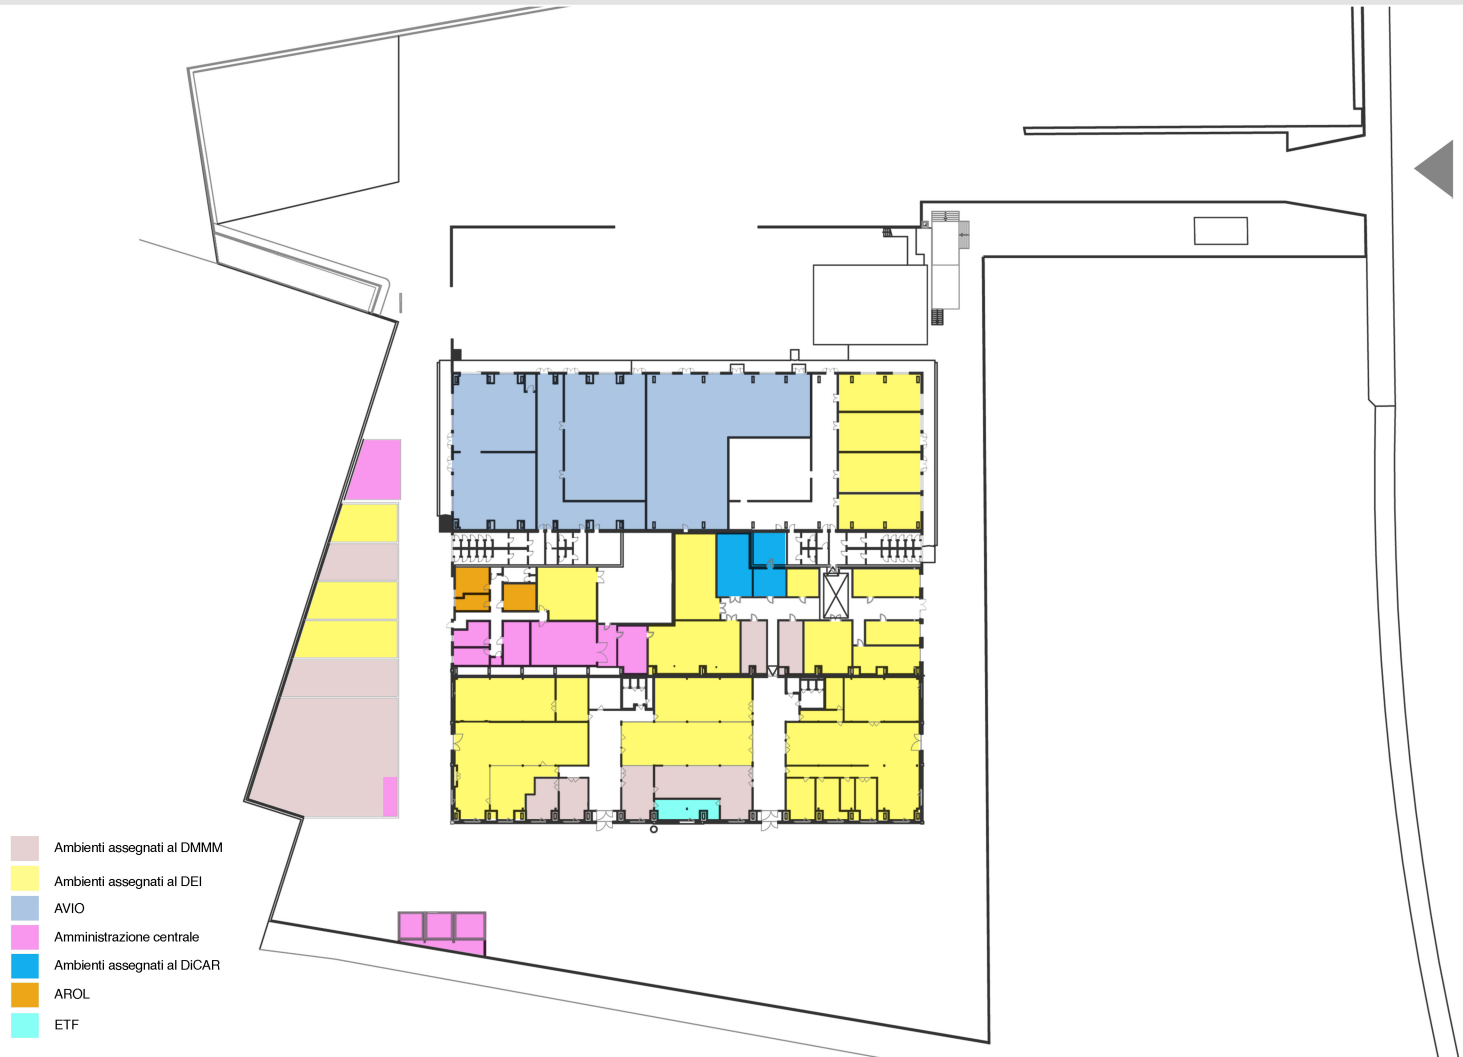 Ambienti assegnati al DMMM
Ambienti assegnati al DEI
AVIO
Amministrazione centrale
Ambienti assegnati al DiCAR
AROL
ETF